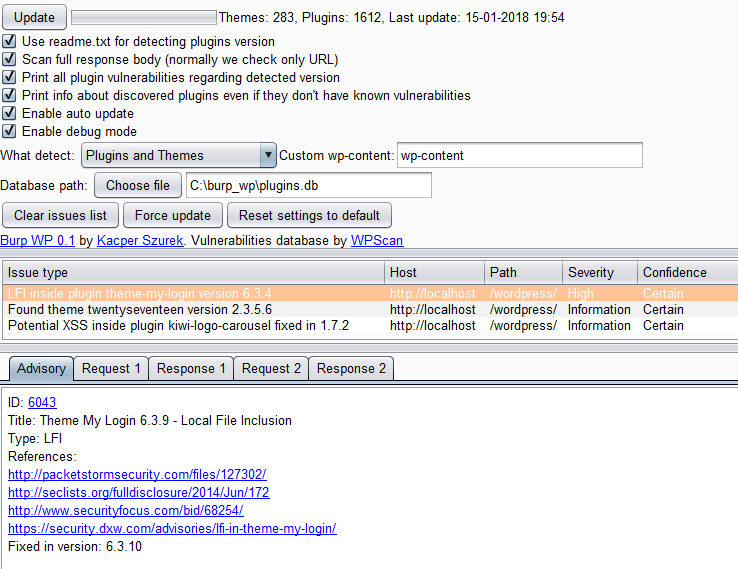 Update Themes: 283, Plugins: 1612, Last update: 15-01-2018 19:54
Use readme.txt for detecting plugins version
Scan full response body (normally we check only URL)
Print all plugin vulnerabilities regarding detected version
Print info about discovered plugins even if they don't have known vulnerabilities
Enable auto update
Enable debug mode
What detect: Plugins and Themes Custom wp-content: wp-content
Database path: Choose file C:\burp_wp\plugins.db
Clear issues list Force update Reset settings to default
Burp WP 0.1 by Kacper Szurek. Vulnerabilities database by WPScan
Issue type Host Path Severity Confidence
LFI inside plugin theme-my-login version 6.3.4 http://localhost /wordpress/ High Certain
Found theme twentyseventeen version 2.3.5.6 http://localhost /wordpress/ Information Certain
Potential XSS inside plugin kiwi-logo-carousel fixed in 1.7.2 http://localhost /wordpress/ Information Certain
Advisory Request 1 Response 1 Request 2 Response 2
ID: 6043
Title: Theme My Login 6.3.9 - Local File Inclusion
Type: LFI
References:
http://packetstormsecurity.com/files/127302/
http://seclists.org/fulldisclosure/2014/Jun/172
http://www.securityfocus.com/bid/68254/
https://security.dxw.com/advisories/lfi-in-theme-my-login/
Fixed in version: 6.3.10